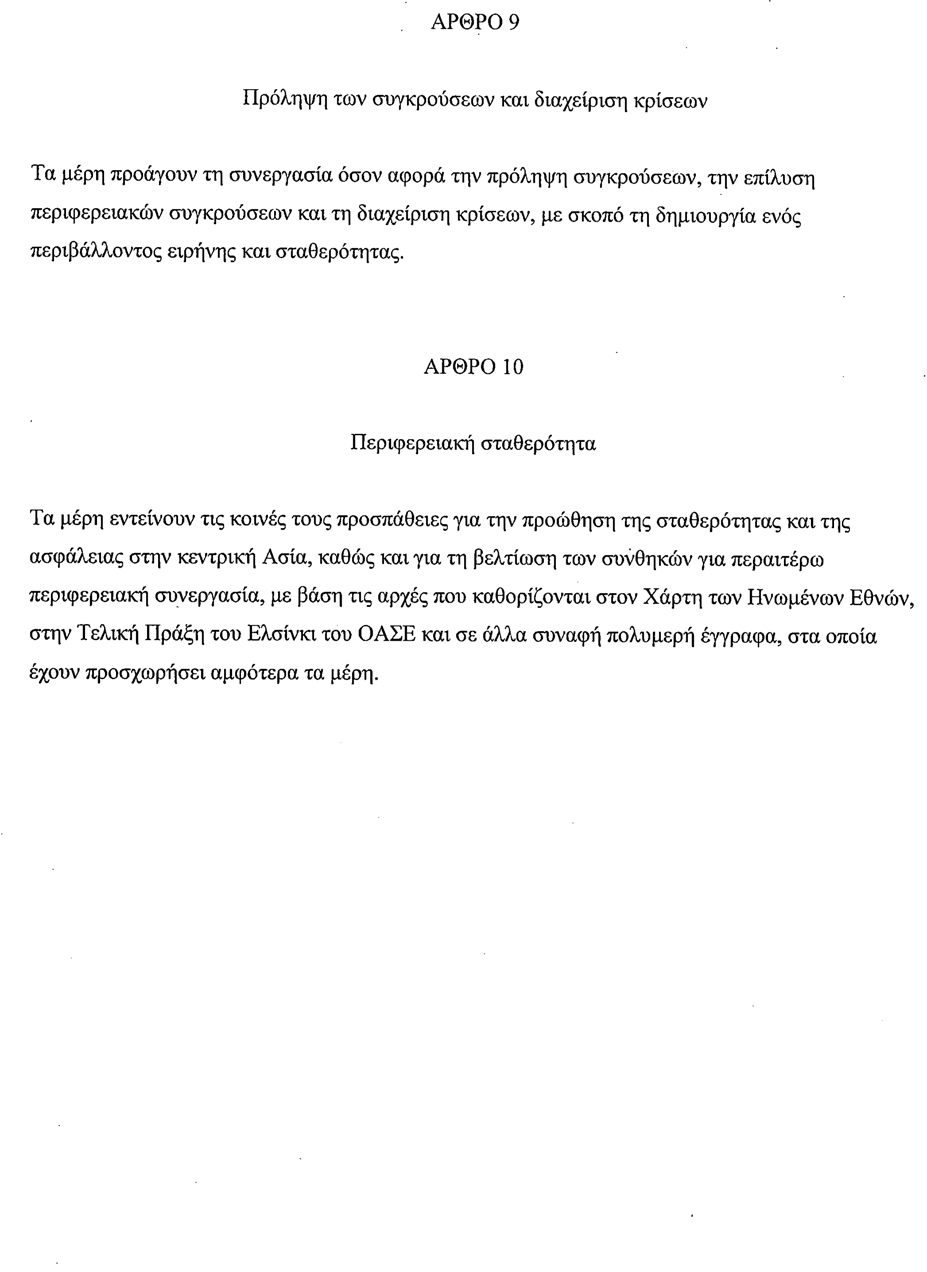 ΑΡΘΡΟ 9
Πρόληψη των συγκρούσεων και διαχείριση κρίσεων
Τα μέρη προάγουν τη συνεργασία όσον αφορά την πρόληψη συγκρούσεων, την επίλυση
περιφερειακών συγκρούσεων και τη διαχείριση κρίσεων, με σκοπό τη δημιουργία ενός
περιβάλλοντος ειρήνης και σταθερότητας.
ΑΡΘΡΟ 10
Περιφερειακή σταθερότητα
Τα μέρη εντείνουν τις κοινές τους προσπάθειες για την προώθηση της σταθερότητας και της
ασφάλειας στην κεντρική Ασία, καθώς και για τη βελτίωση των συνθηκών για περαιτέρω
περιφερειακή συνεργασία, με βάση τις αρχές που καθορίζονται στον Χάρτη των Ηνωμένων Εθνών,
στην Τελική Πράξη του Ελσίνκι του ΟΑΣΕ και σε άλλα συναφή πολυμερή έγγραφα, στα οποία
έχουν προσχωρήσει αμφότερα τα μέρη.